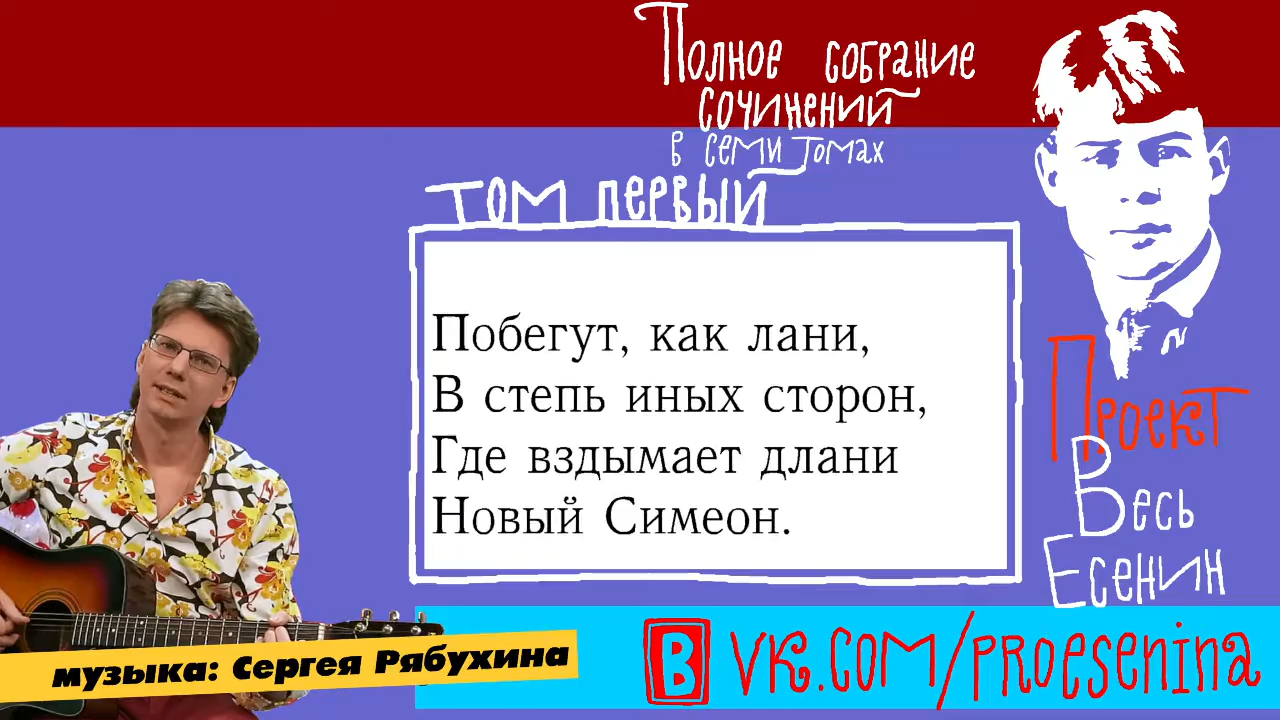 Полное собрание
сочинений
в семи томах
том первый
Побегут, как лани,
В степь иных сторон,
Где вздымает длани
Новый Симеон.
Проект
Весь
Есенин
музыка: Сергея Рябухина
В vk.com/proesenina